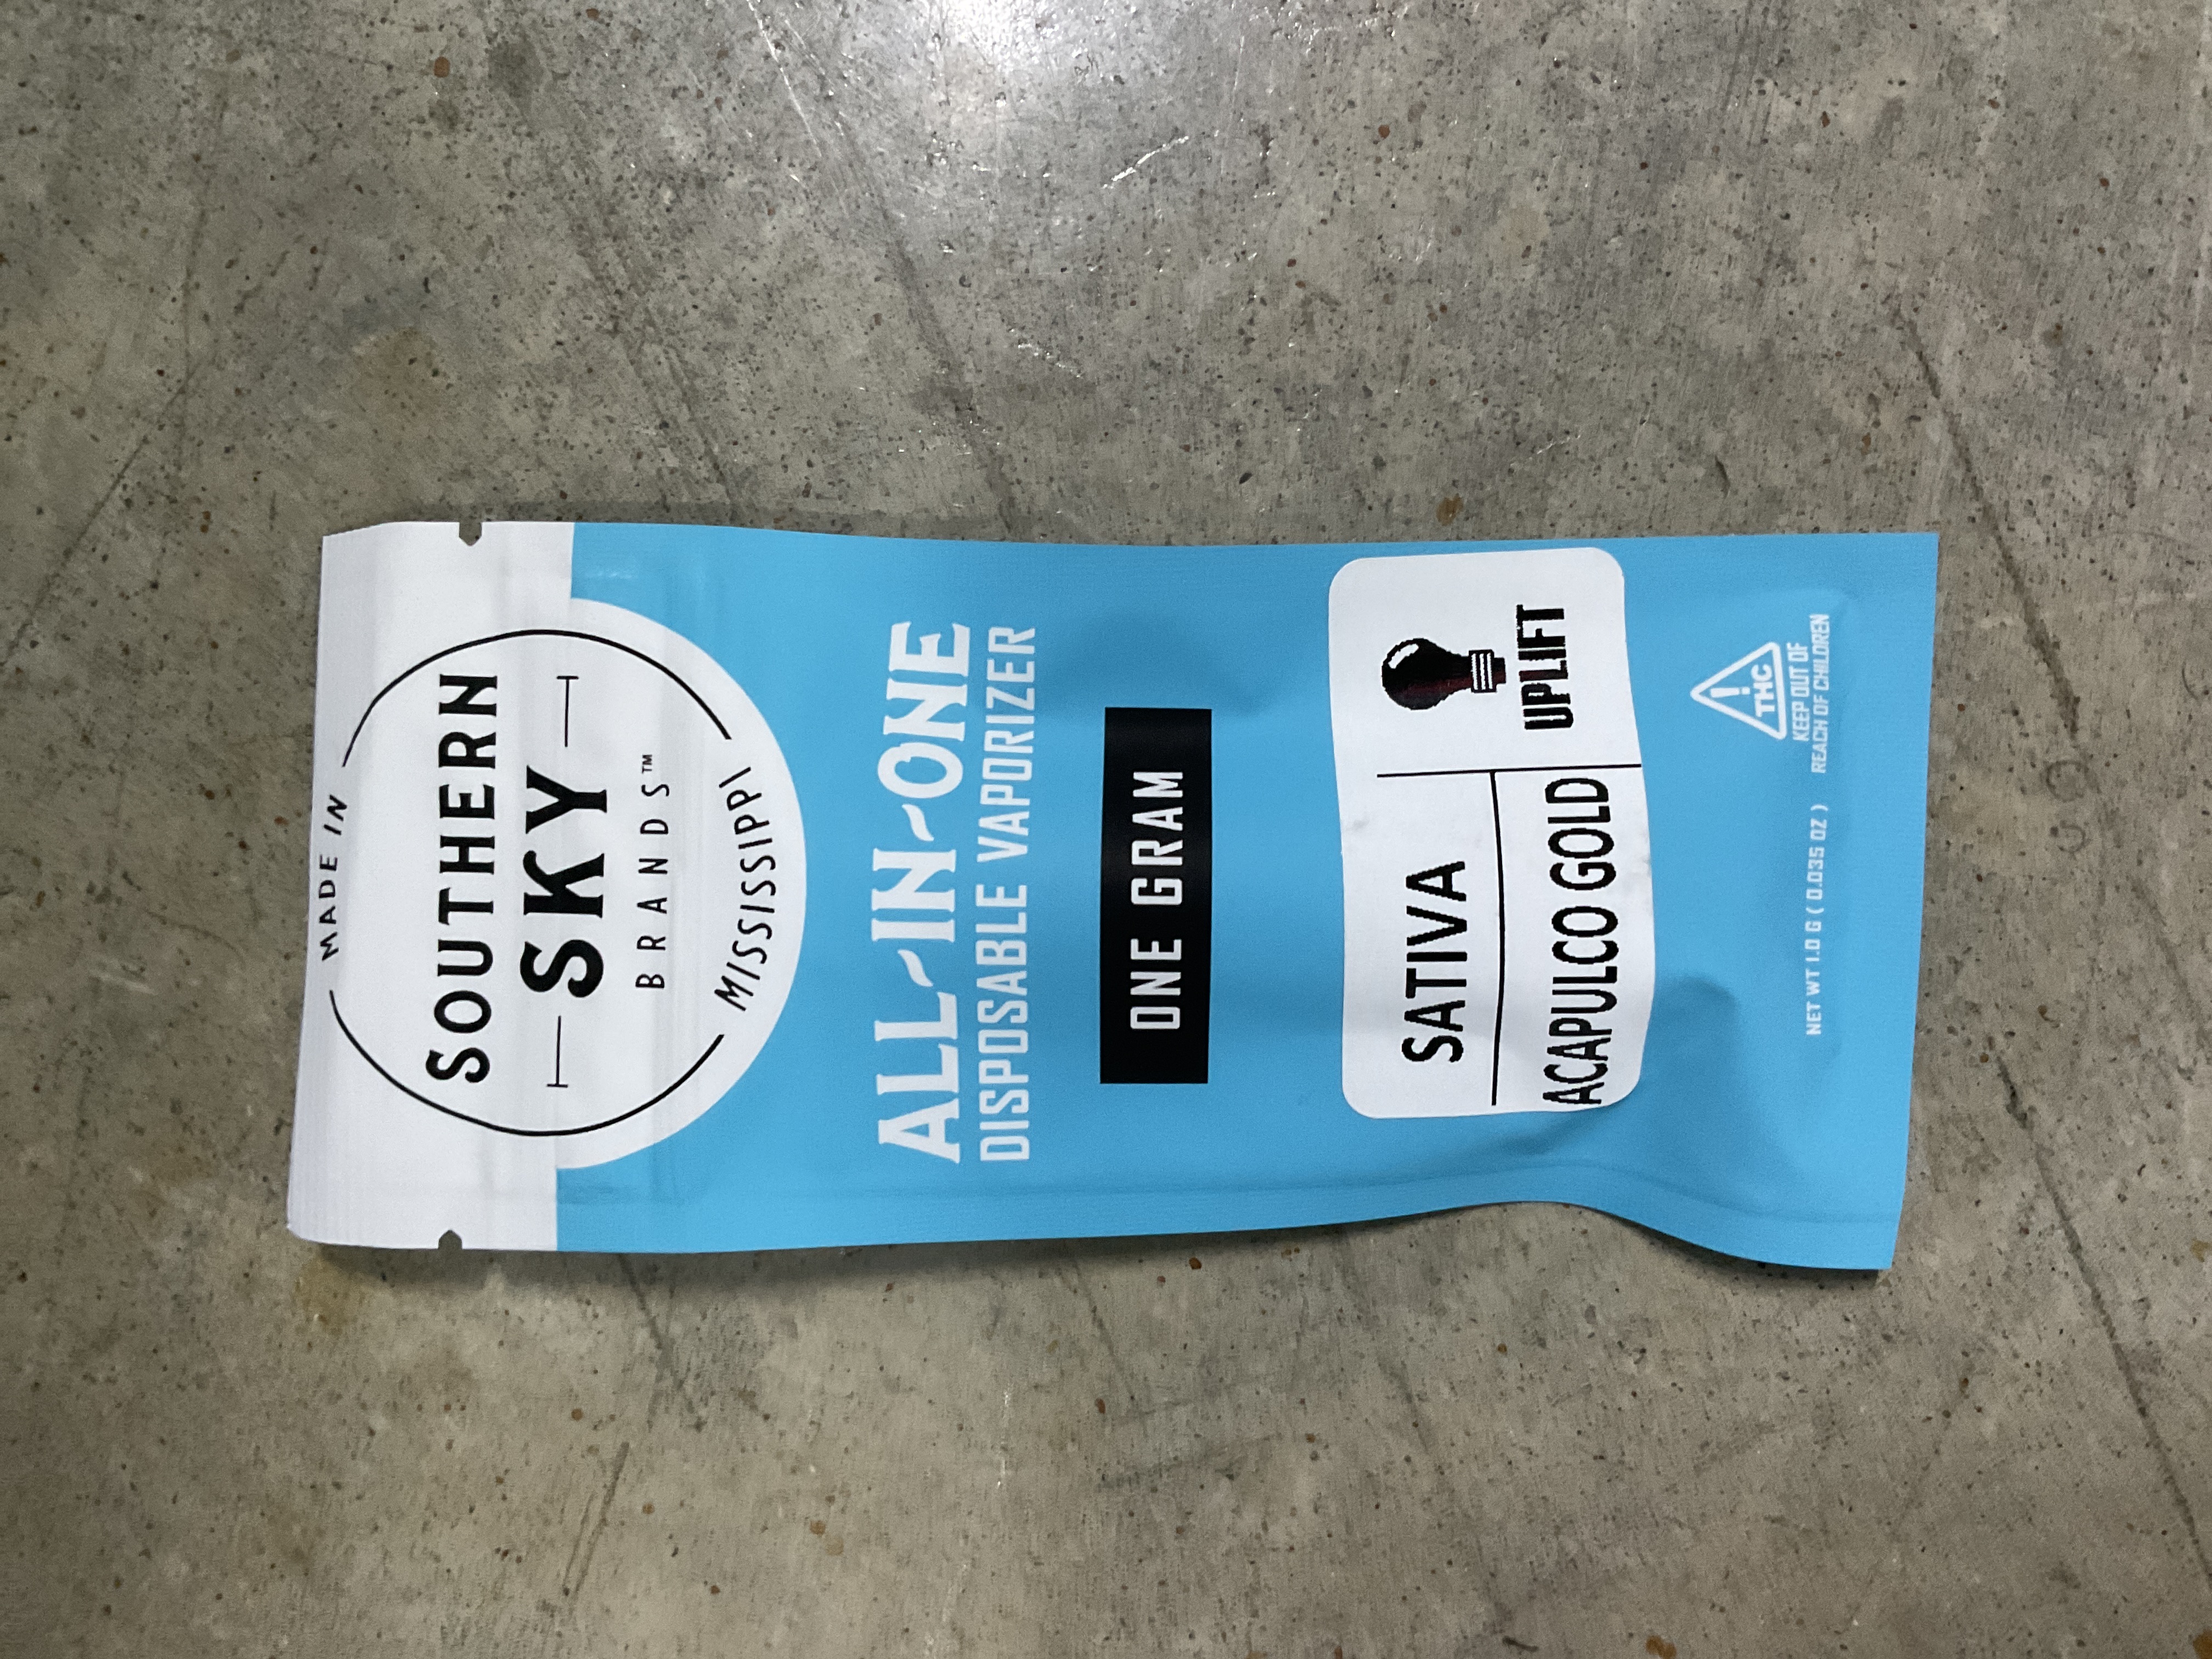 MADE IN
SOUTHERN
SKY
BRANDS™
MISSISSIPPI
ALL-IN-ONE
DISPOSABLE VAPORIZER
ONE GRAM
SATIVA
ACAPULCO GOLD
UPLIFT
THC
NET WT 1.0 G ( 0.035 OZ )
KEEP OUT OF
REACH OF CHILDREN